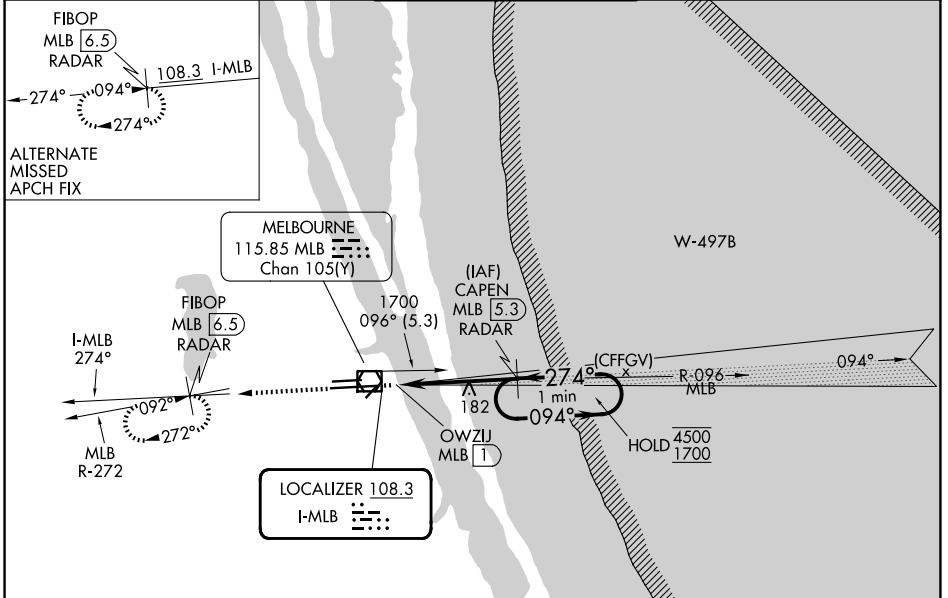 FIBOP
MLB 6.5
RADAR
108.3 I-MLB
274° 094°
274°
ALTERNATE
MISSED
APCH FIX
MELBOURNE
115.85 MLB
Chan 105(Y)
W-497B
(IAF)
CAPEN
MLB 5.3
RADAR
1700
096° (5.3)
FIBOP
MLB 6.5
RADAR
I-MLB
274°
092°
272°
MLB
R-272
274°
(CFFGV)
x
094°
R-096
MLB
1 min
094°
182
OWZIJ
MLB 1
HOLD 4500
1700
LOCALIZER 108.3
I-MLB